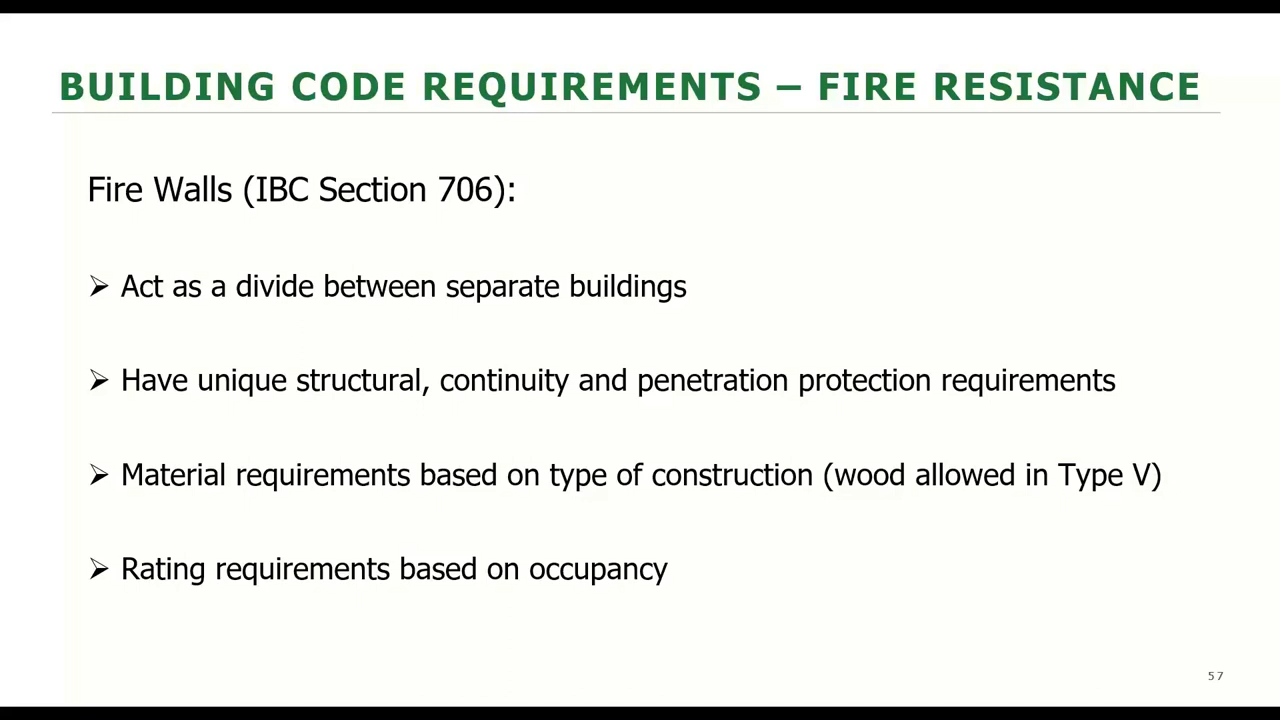 BUILDING CODE REQUIREMENTS – FIRE RESISTANCE
Fire Walls (IBC Section 706):
➢ Act as a divide between separate buildings
➢ Have unique structural, continuity and penetration protection requirements
➢ Material requirements based on type of construction (wood allowed in Type V)
➢ Rating requirements based on occupancy
57